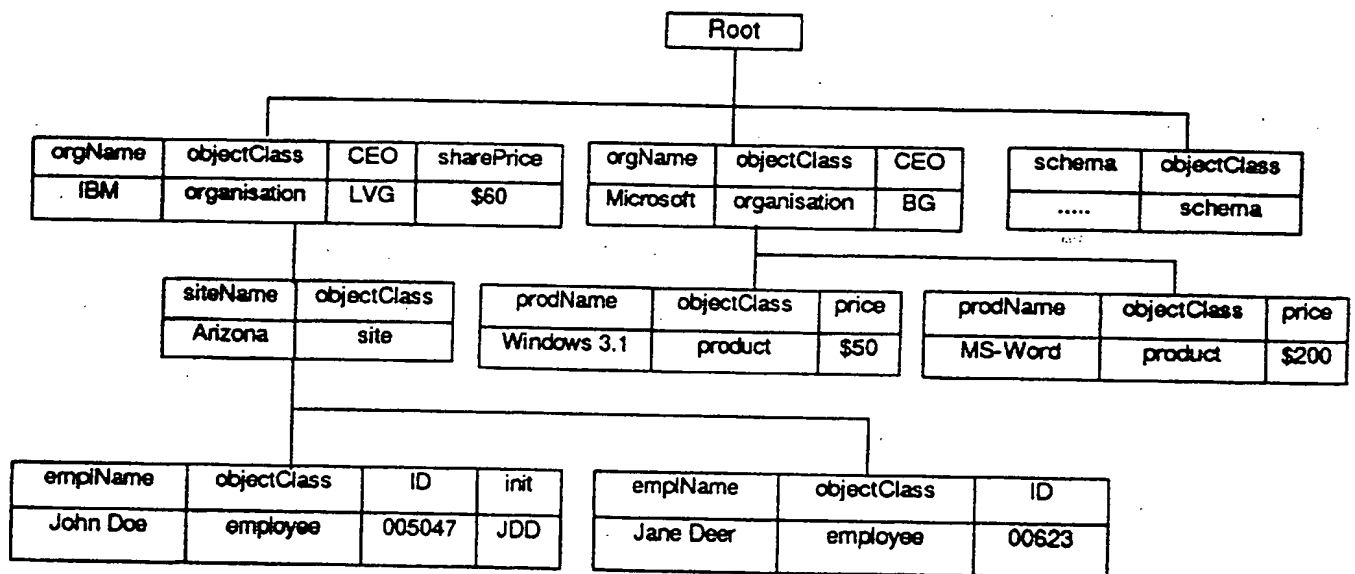 Root
orgName objectClass CEO sharePrice
IBM organisation LVG $60
orgName objectClass CEO
Microsoft organisation BG
schema objectClass
..... schema
siteName objectClass
Arizona site
prodName objectClass price
Windows 3.1 product $50
prodName objectClass price
MS-Word product $200
emplName objectClass ID init
John Doe employee 005047 JDD
emplName objectClass ID
Jane Deer employee 00623